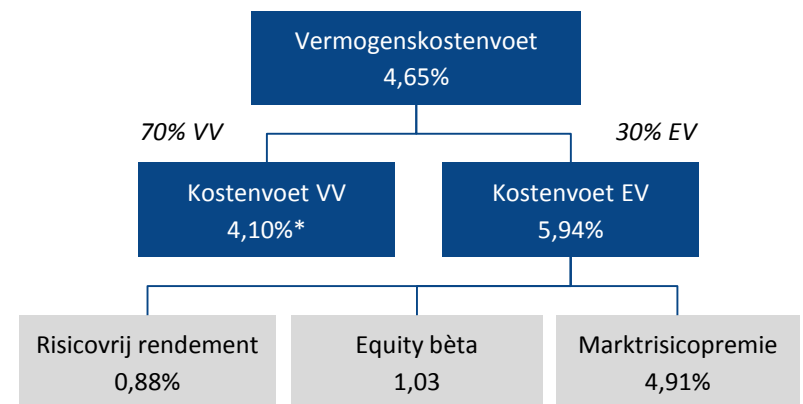 Vermogenskostenvoet
4,65%
70% VV
30% EV
Kostenvoet VV
4,10%*
Kostenvoet EV
5,94%
Risicovrij rendement
0,88%
Equity bèta
1,03
Marktrisicopremie
4,91%